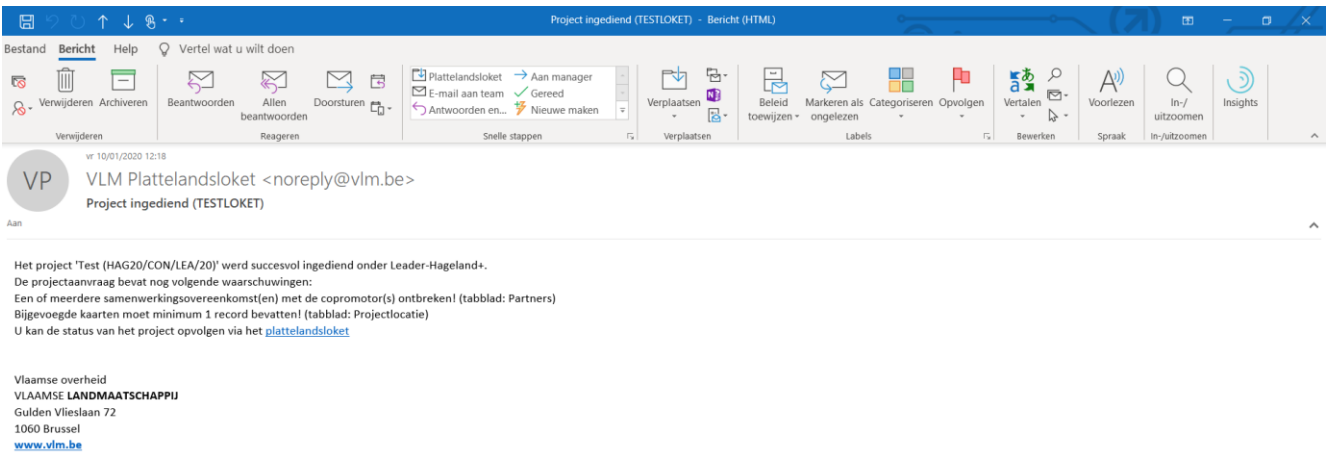 Project ingediend (TESTLOKET) - Bericht (HTML)
Bestand Bericht Help Vertel wat u wilt doen
Verwijderen Archiveren
Verwijderen
Beantwoorden Allen beantwoorden Doorsturen
Reageren
Plattelandsloket Aan manager
E-mail aan team Gereed
Antwoorden en... Nieuwe maken
Snelle stappen
Verplaatsen
Verplaatsen
Beleid toewijzen Markeren als ongelezen Categoriseren Opvolgen
Labels
Vertalen
Bewerken
Voorlezen
Spraak
In-/ uitzoomen
In-/uitzoomen
Insights
vr 10/01/2020 12:18
VP
VLM Plattelandsloket <noreply@vlm.be>
Project ingediend (TESTLOKET)
Aan
Het project 'Test (HAG20/CON/LEA/20)' werd succesvol ingediend onder Leader-Hageland+.
De projectaanvraag bevat nog volgende waarschuwingen:
Een of meerdere samenwerkingsovereenkomst(en) met de copromotor(s) ontbreken! (tabblad: Partners)
Bijgevoegde kaarten moet minimum 1 record bevatten! (tabblad: Projectlocatie)
U kan de status van het project opvolgen via het plattelandsloket
Vlaamse overheid
VLAAMSE LANDMAATSCHAPPIJ
Gulden Vlieslaan 72
1060 Brussel
www.vlm.be